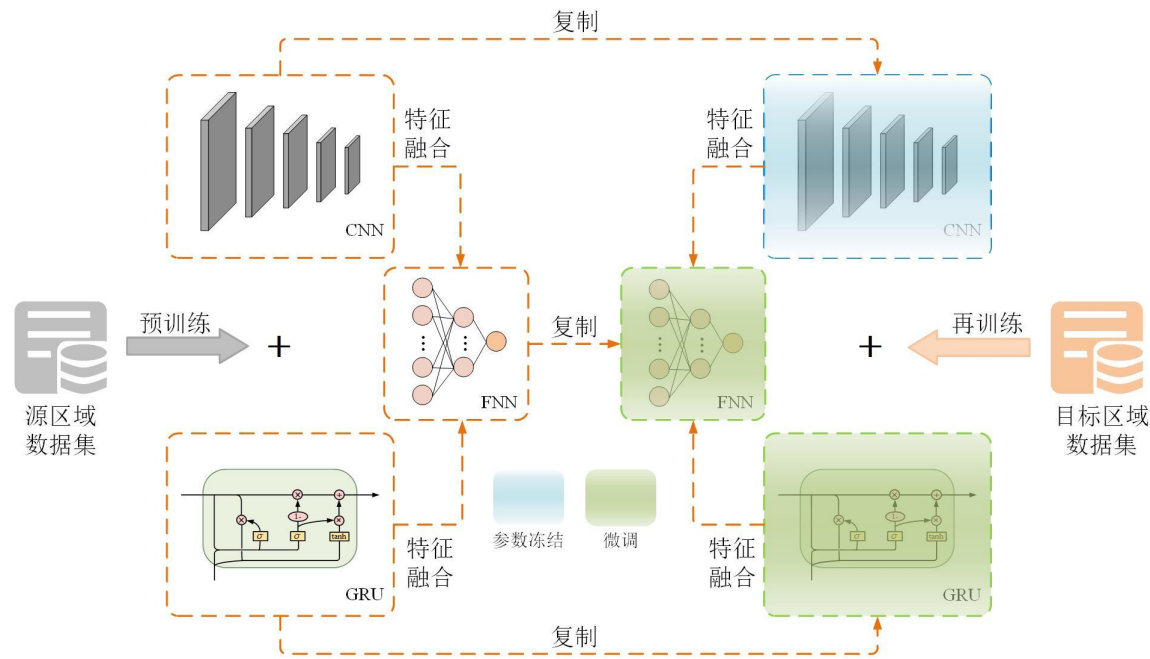 复制
特征
融合
特征
融合
CNN
CNN
预训练
复制
再训练
+
+
FNN
FNN
源区域
数据集
目标区域
数据集
1-
σ
σ
tanh
1-
σ
σ
tanh
参数冻结
微调
特征
融合
特征
融合
GRU
GRU
复制